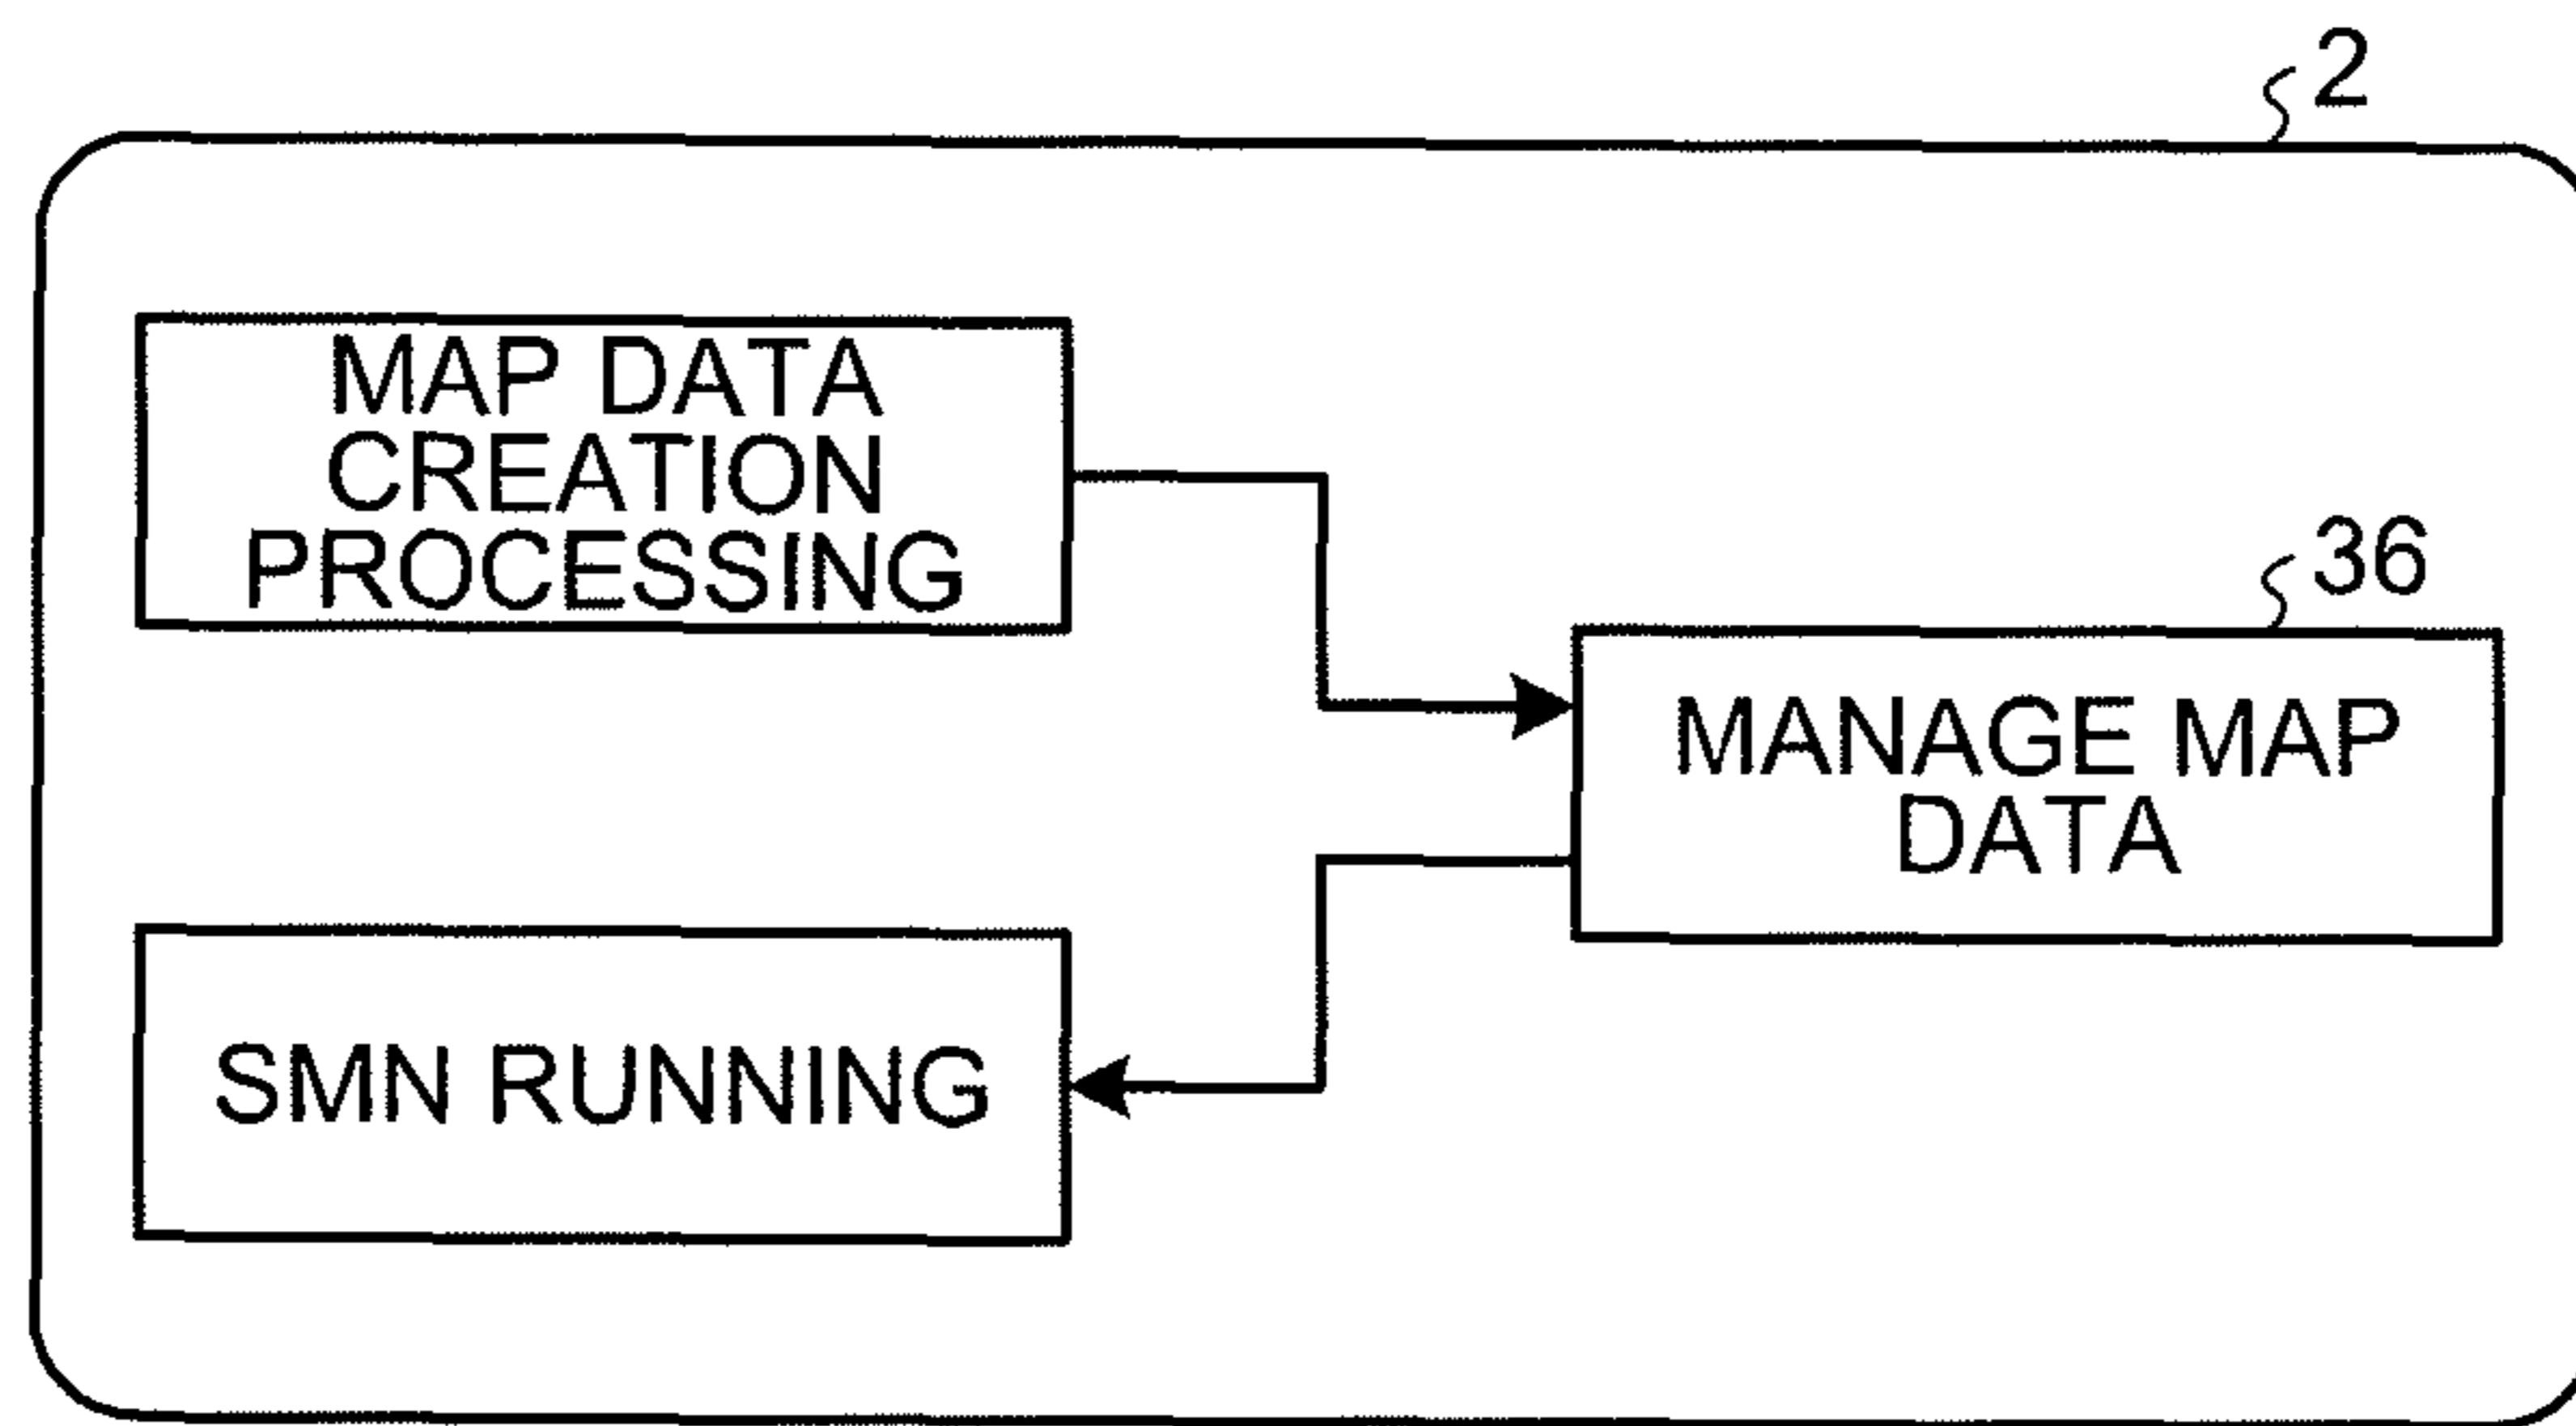 2
MAP DATA
CREATION
PROCESSING
36
MANAGE MAP
DATA
SMN RUNNING